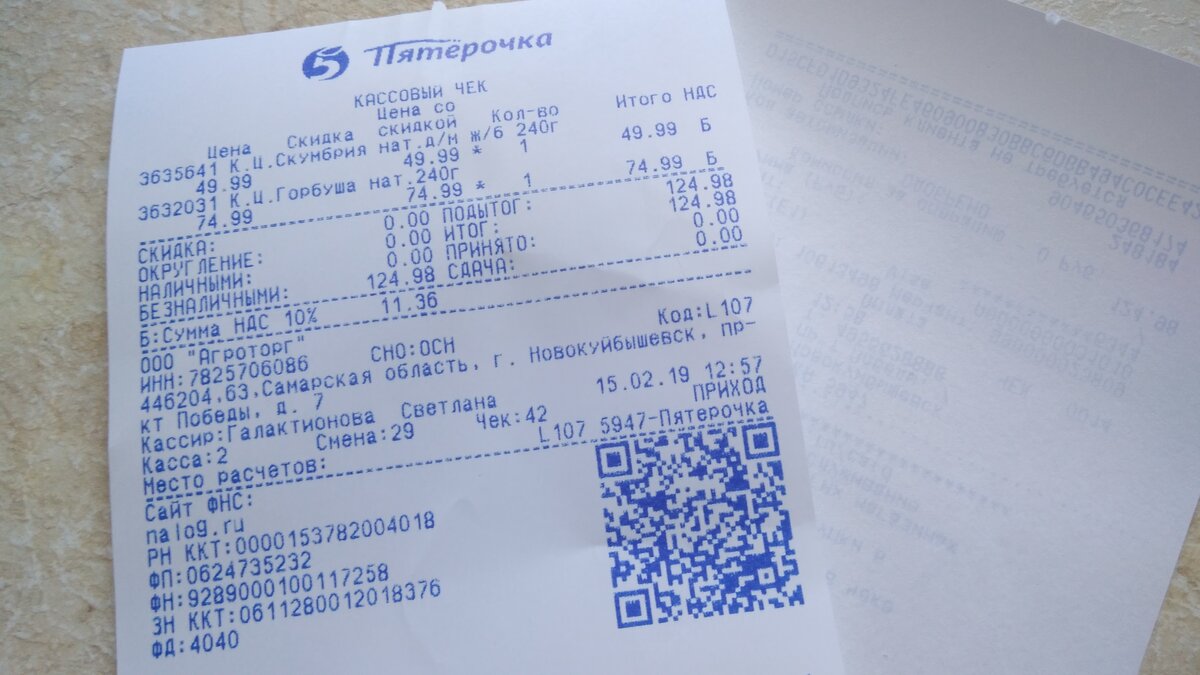 5 Пятёрочка
КАССОВЫЙ ЧЕК
Цена Скидка Цена со скидкой Кол-во Итого НДС
3635641 К.Ц.Скумбрия нат.д/м ж/б 240г
49.99 49.99 * 1 49.99 Б
3632031 К.Ц.Горбуша нат.240г
74.99 74.99 * 1 74.99 Б
СКИДКА: 0.00 ПОДЫТОГ: 124.98
ОКРУГЛЕНИЕ: 0.00 ИТОГ: 124.98
НАЛИЧНЫМИ: 0.00 ПРИНЯТО: 0.00
БЕЗНАЛИЧНЫМИ: 124.98 СДАЧА: 0.00
Б:Сумма НДС 10% 11.36
ООО "Агроторг" Код:L107
ИНН:7825706086 СНО:ОСН
446204,63,Самарская область, г. Новокуйбышевск, пр-
кт Победы, д. 7 15.02.19 12:57
Кассир:Галактионова Светлана ПРИХОД
Касса:2 Смена:29 Чек:42
Место расчетов: L107 5947-Пятерочка
Сайт ФНС:
nalog.ru
РН ККТ:0000153782004018
ФП:0624735232
ФН:9289000100117258
ЗН ККТ:0611280012018376
ФД:4040